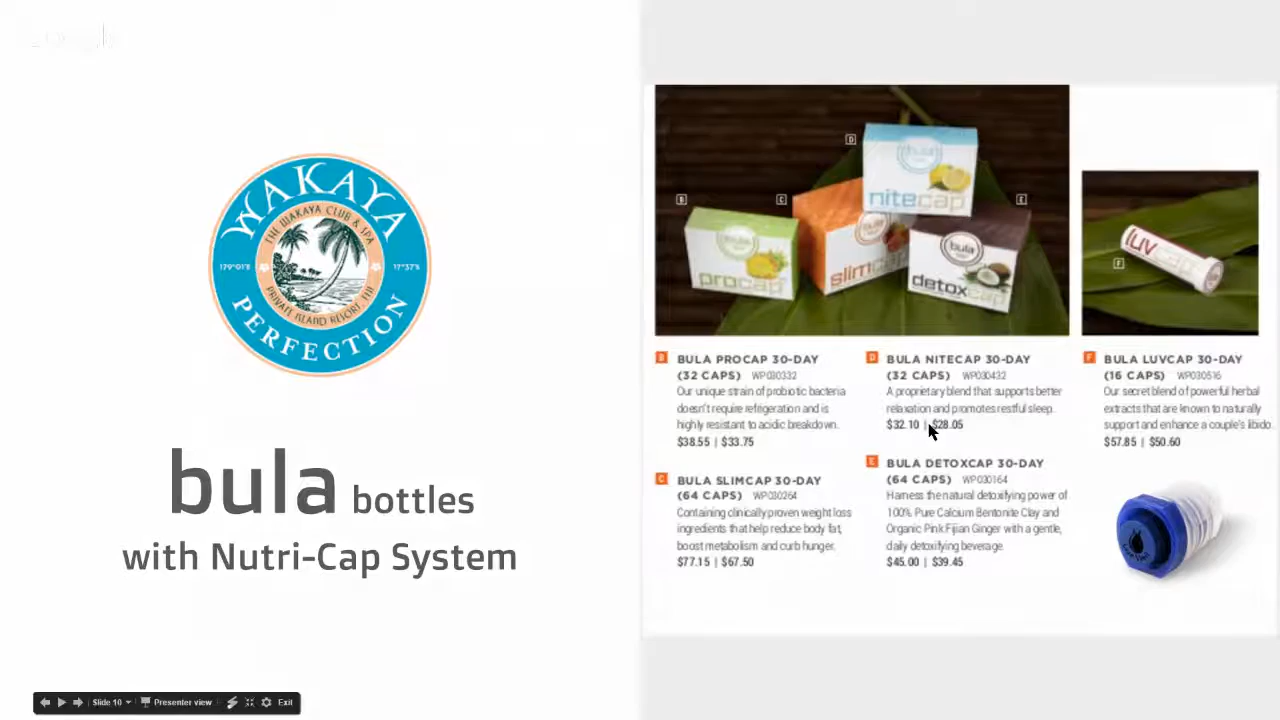 WAKAYA
THE WAKAYA CLUB & SPA
179°01'E
17°37'S
PRIVATE ISLAND RESORT FIJI
PERFECTION
bula bottles
with Nutri-Cap System
D
B
C
E
F
bula
nitecap
procap
slimcap
bula
detoxcap
luv
cap
B BULA PROCAP 30-DAY
(32 CAPS) WP030332
Our unique strain of probiotic bacteria
doesn't require refrigeration and is
highly resistant to acidic breakdown.
$38.55 | $33.75
C BULA SLIMCAP 30-DAY
(64 CAPS) WP030264
Containing clinically proven weight loss
ingredients that help reduce body fat,
boost metabolism and curb hunger.
$77.15 | $67.50
D BULA NITECAP 30-DAY
(32 CAPS) WP030432
A proprietary blend that supports better
relaxation and promotes restful sleep.
$32.10 | $28.05
E BULA DETOXCAP 30-DAY
(64 CAPS) WP030164
Harness the natural detoxifying power of
100% Pure Calcium Bentonite Clay and
Organic Pink Fijian Ginger with a gentle,
daily detoxifying beverage.
$45.00 | $39.45
F BULA LUVCAP 30-DAY
(16 CAPS) WP030516
Our secret blend of powerful herbal
extracts that are known to naturally
support and enhance a couple's libido.
$57.85 | $50.60
Slide 10
Presenter view
Exit